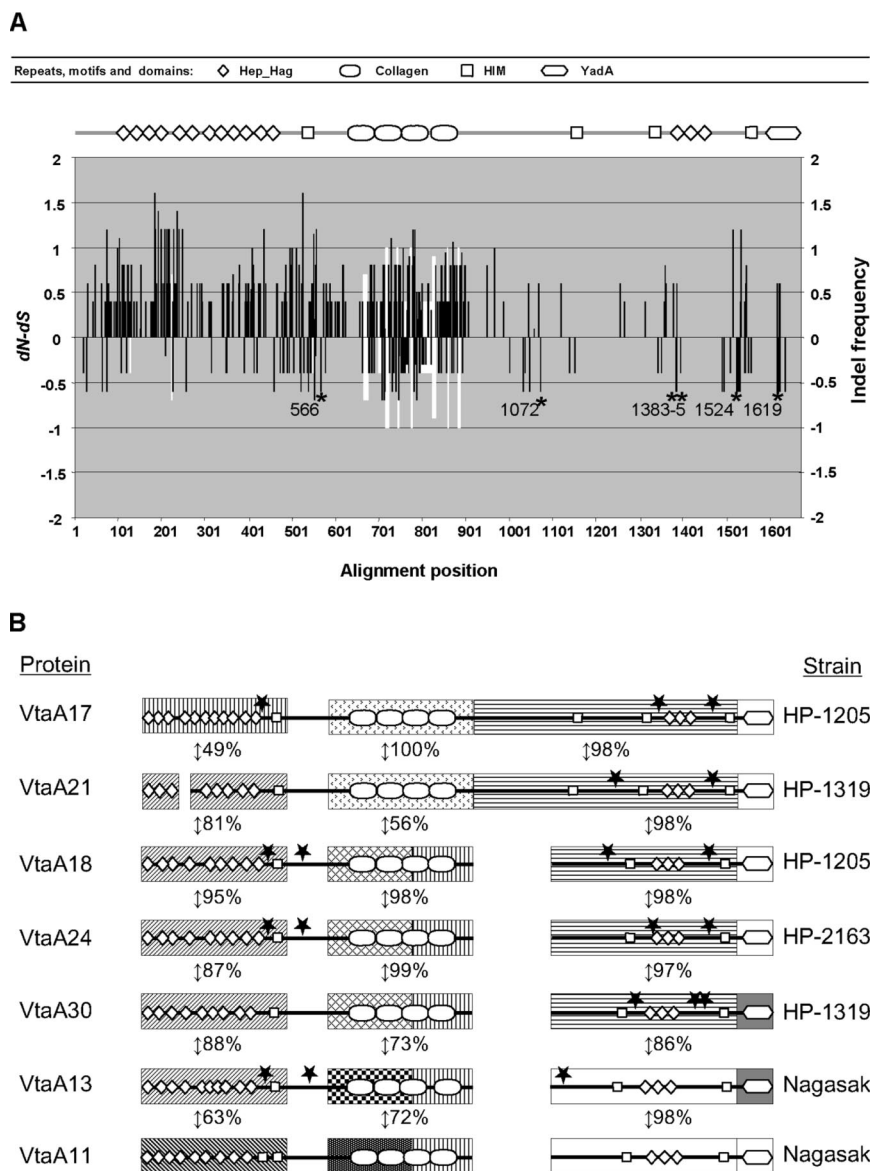 A
Repeats, motifs and domains: Hep_Hag Collagen HIM YadA
2 2
1.5 1.5
1 1
0.5 0.5
0 0
-0.5 -0.5
-1 -1
-1.5 -1.5
-2 -2
dN-dS
Indel frequency
566* 1072* 1383-5** 1524* 1619*
1 101 201 301 401 501 601 701 801 901 1001 1101 1201 1301 1401 1501 1601
Alignment position
B
Protein Strain
VtaA17 HP-1205
↕49% ↕100% ↕98%
VtaA21 HP-1319
↕81% ↕56% ↕98%
VtaA18 HP-1205
↕95% ↕98% ↕98%
VtaA24 HP-2163
↕87% ↕99% ↕97%
VtaA30 HP-1319
↕88% ↕73% ↕86%
VtaA13 Nagasak
↕63% ↕72% ↕98%
VtaA11 Nagasak